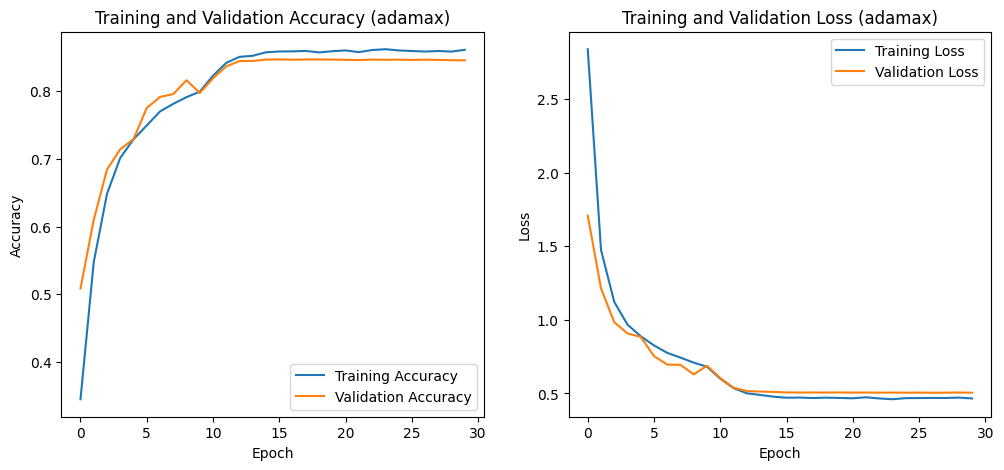 Training and Validation Accuracy (adamax)
Accuracy
0.8
0.7
0.6
0.5
0.4
0
5
10
15
20
25
30
Epoch
Training Accuracy
Validation Accuracy
Training and Validation Loss (adamax)
Loss
2.5
2.0
1.5
1.0
0.5
0
5
10
15
20
25
30
Epoch
Training Loss
Validation Loss